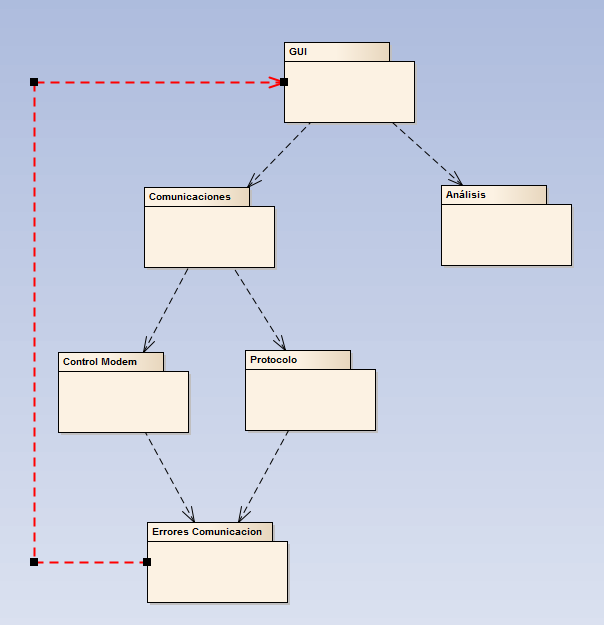 GUI
Comunicaciones
Análisis
Control Modem
Protocolo
Errores Comunicacion